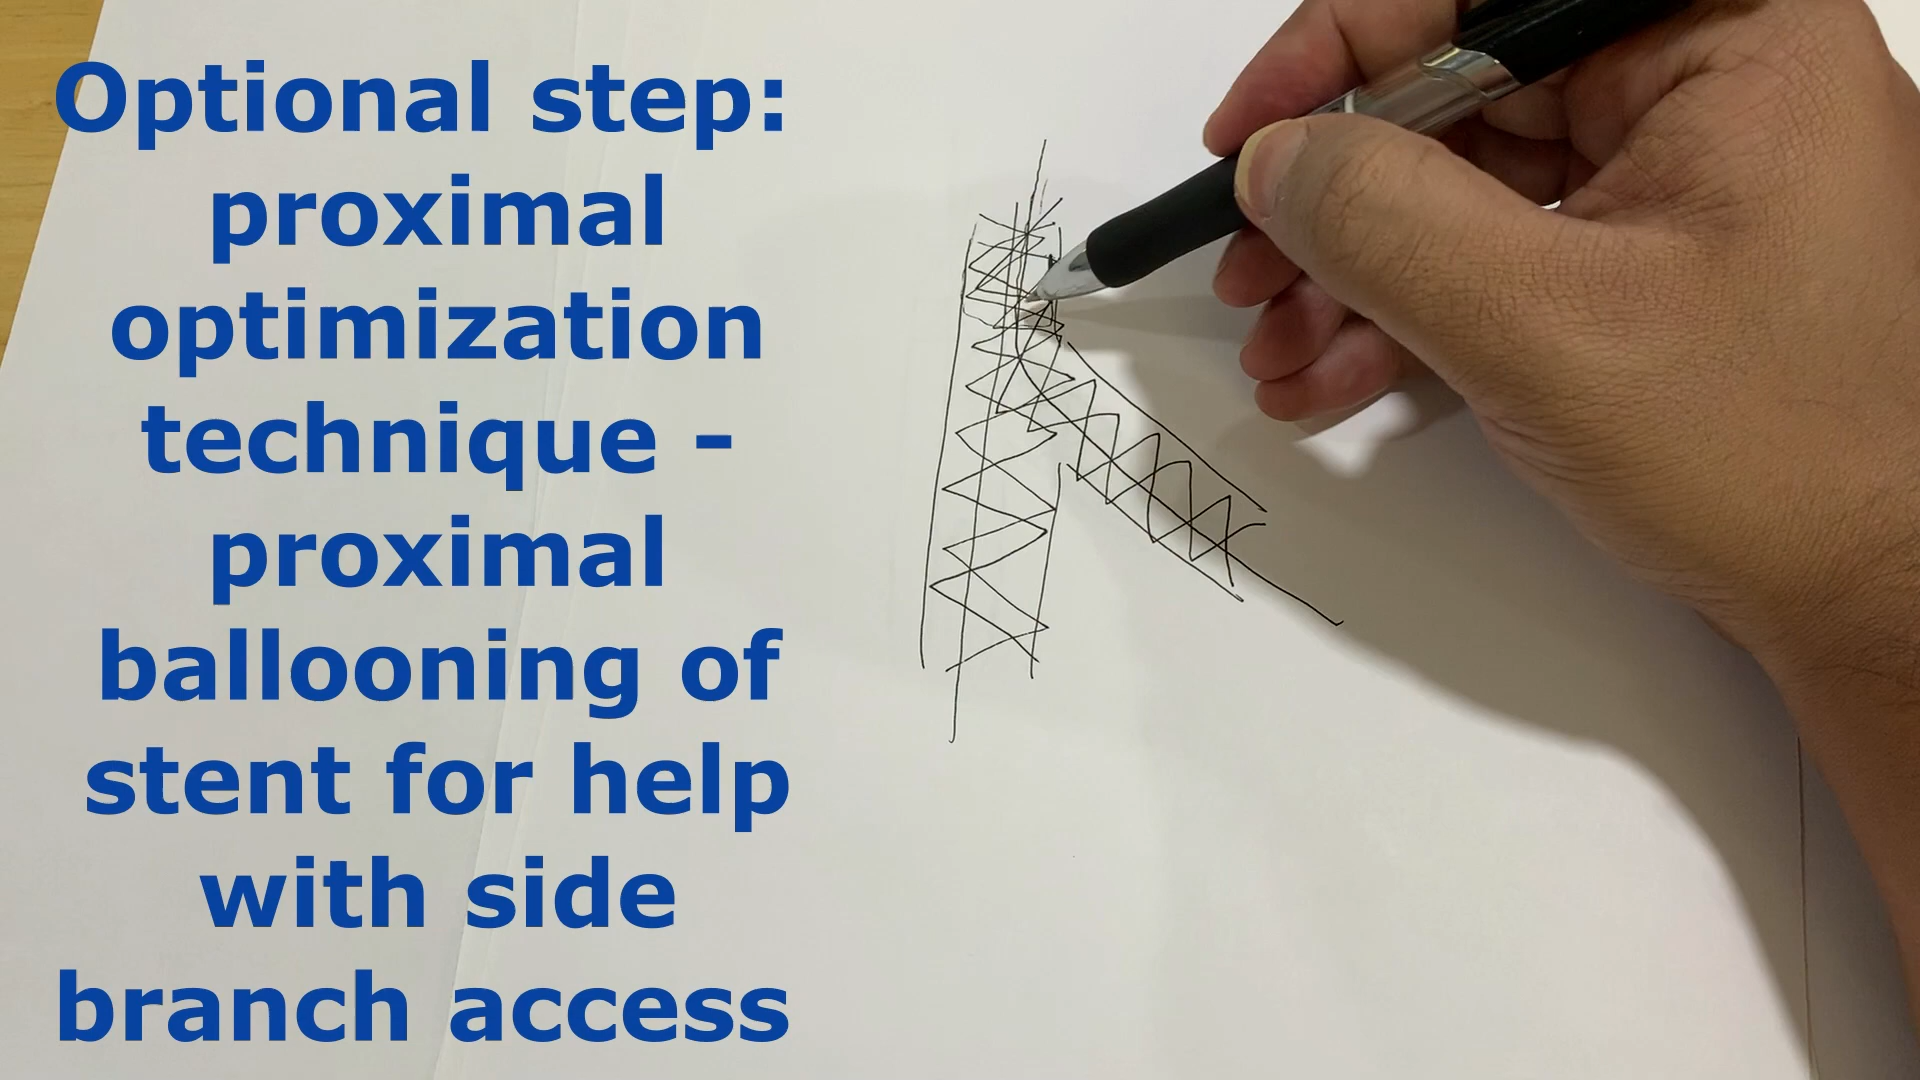 Optional step:
proximal
optimization
technique -
proximal
ballooning of
stent for help
with side
branch access